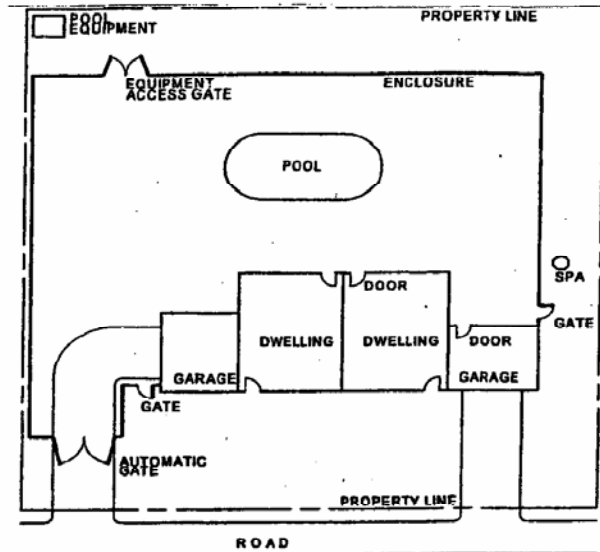 POOL
EQUIPMENT
PROPERTY LINE
EQUIPMENT
ACCESS GATE
ENCLOSURE
POOL
SPA
DOOR
GATE
DWELLING
DWELLING
DOOR
GARAGE
GARAGE
GATE
AUTOMATIC
GATE
PROPERTY LINE
ROAD